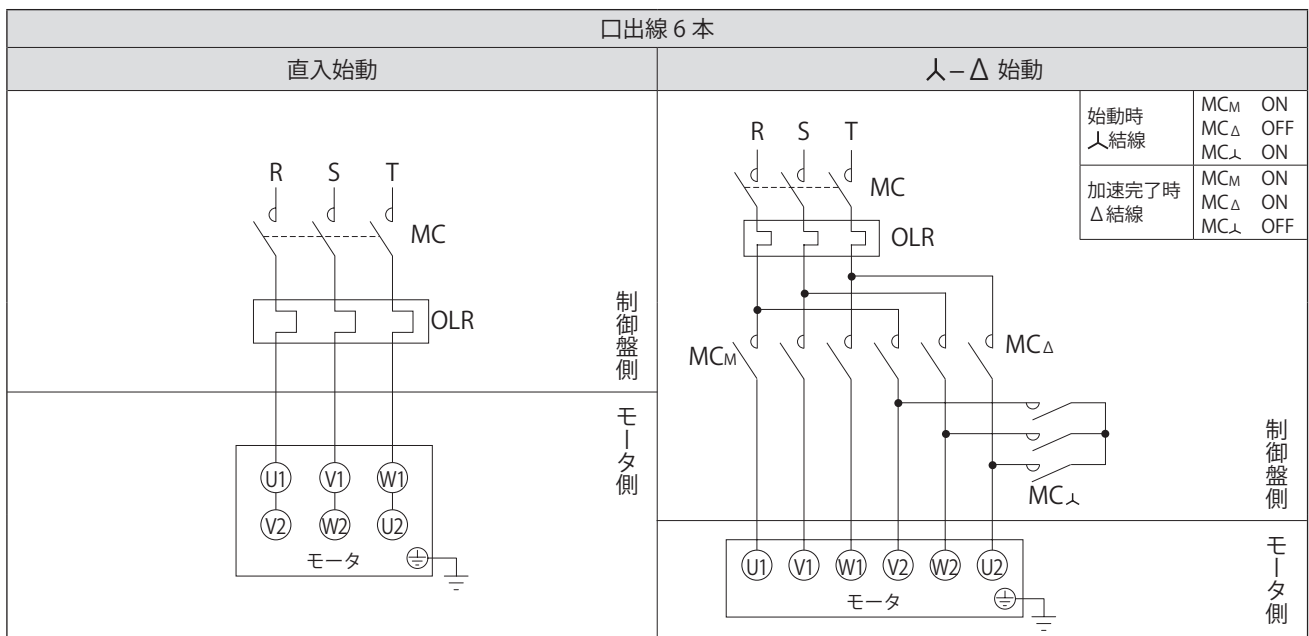 口出線 6 本
直入始動
人 – Δ 始動
R S T
MC
OLR
制御盤側
モータ側
U1 V1 W1
V2 W2 U2
モータ
始動時
人結線
MCM ON
MCΔ OFF
MC人 ON
加速完了時
Δ結線
MCM ON
MCΔ ON
MC人 OFF
R S T
MC
OLR
MCM
MCΔ
MC人
制御盤側
モータ側
U1 V1 W1 V2 W2 U2
モータ